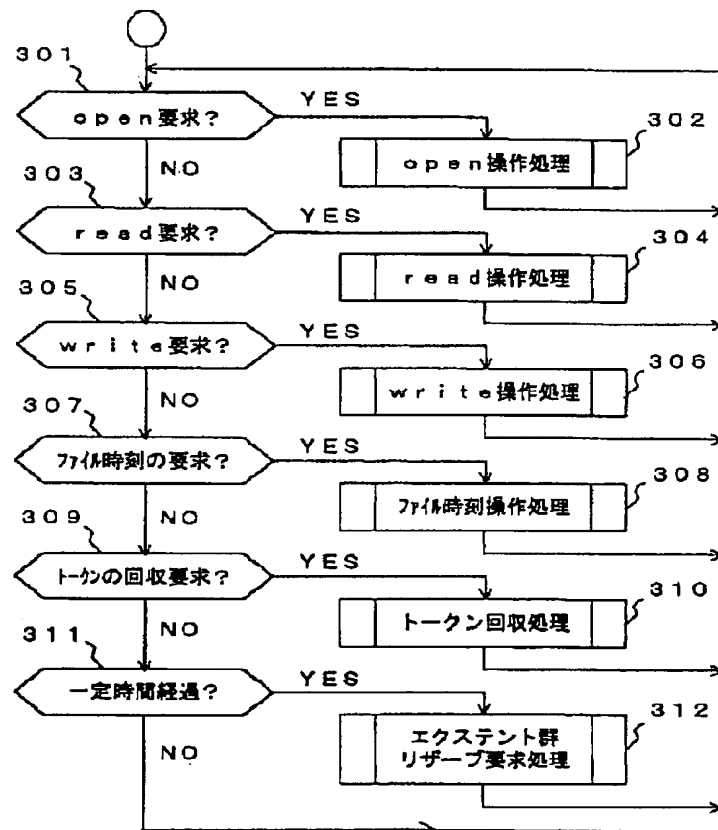 301
open要求?
YES
302
open操作処理
NO
303
read要求?
YES
304
read操作処理
NO
305
write要求?
YES
306
write操作処理
NO
307
ファイル時刻の要求?
YES
308
ファイル時刻操作処理
NO
309
トークンの回収要求?
YES
310
トークン回収処理
NO
311
一定時間経過?
YES
312
エクステント群
リザーブ要求処理
NO